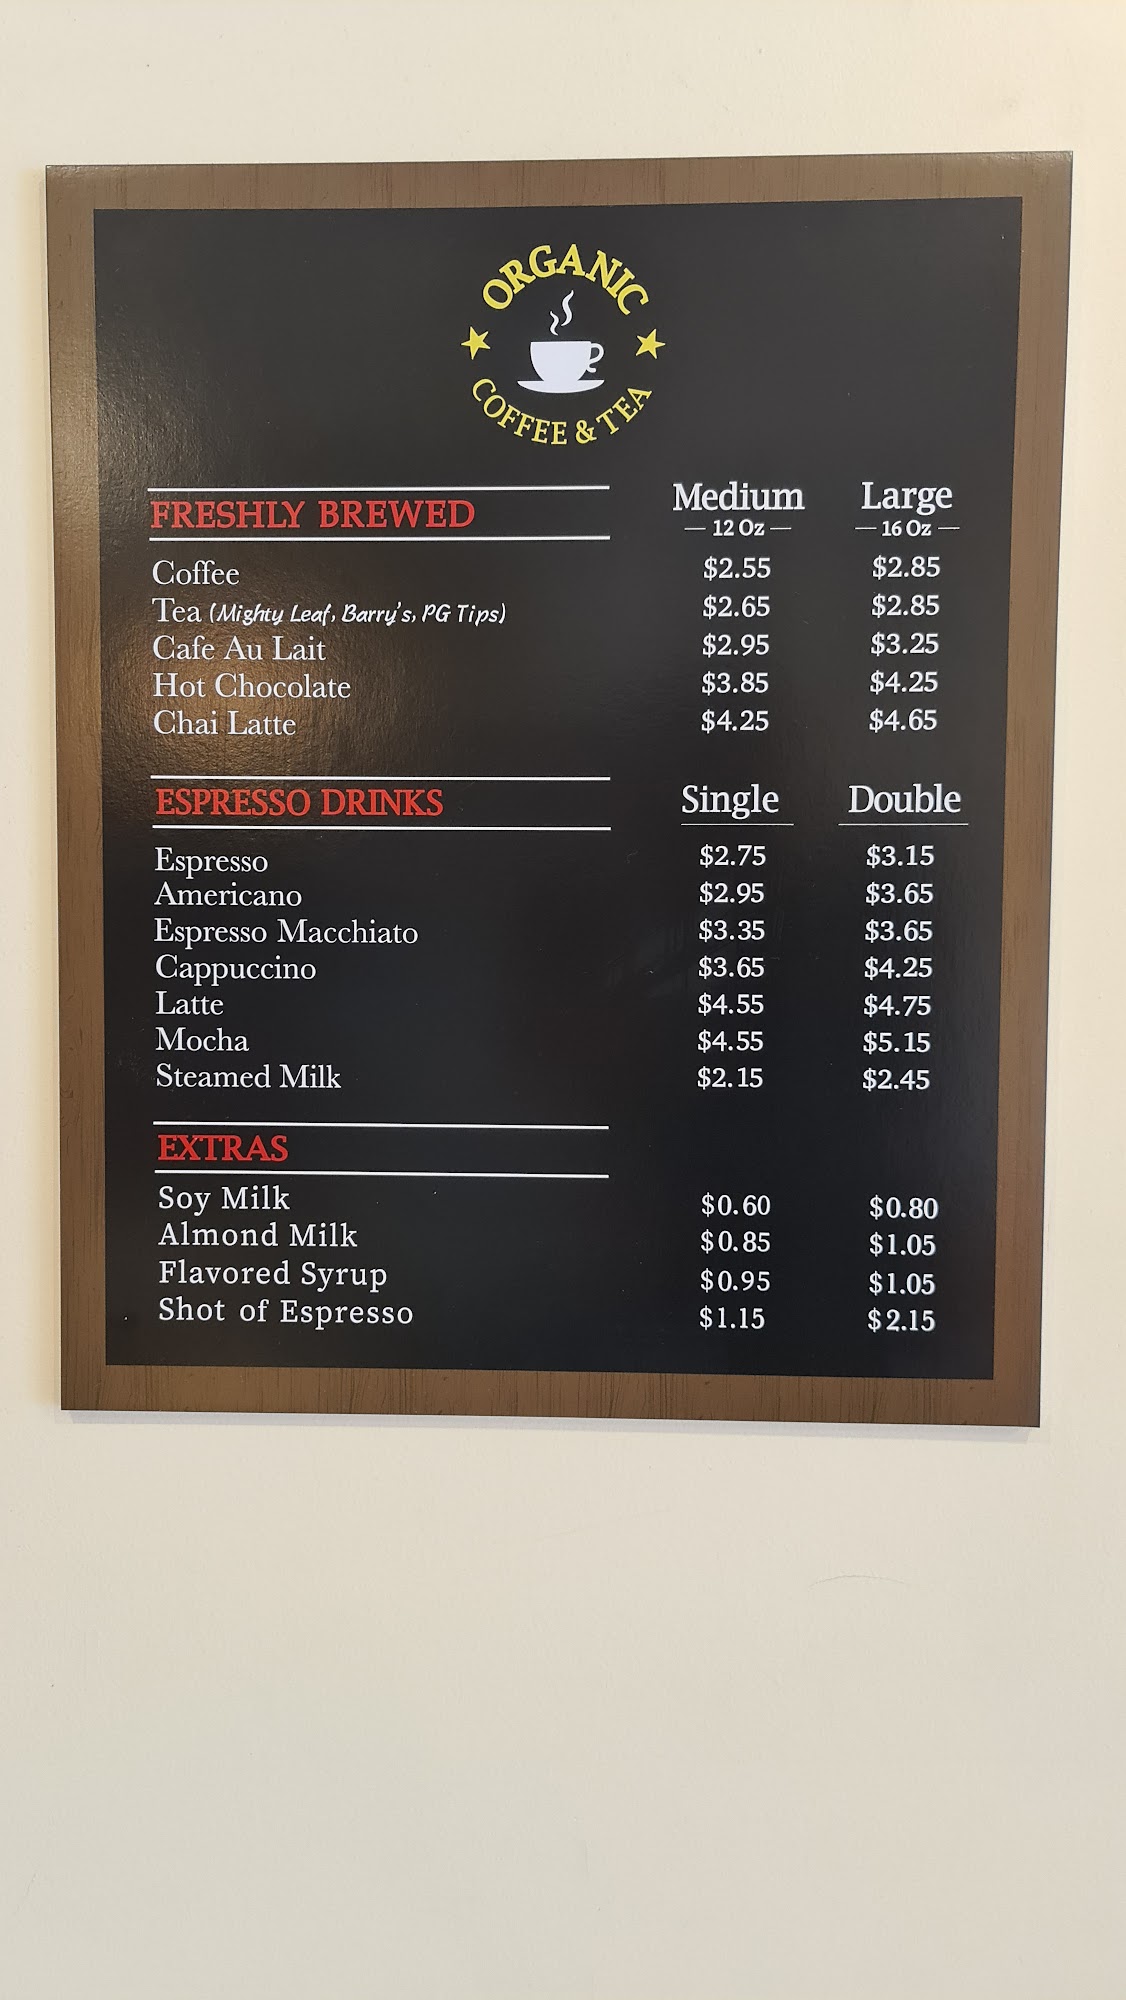 ORGANIC
COFFEE & TEA
FRESHLY BREWED Medium Large
12 Oz 16 Oz
Coffee $2.55 $2.85
Tea (Mighty Leaf, Barry's, PG Tips) $2.65 $2.85
Cafe Au Lait $2.95 $3.25
Hot Chocolate $3.85 $4.25
Chai Latte $4.25 $4.65
ESPRESSO DRINKS Single Double
Espresso $2.75 $3.15
Americano $2.95 $3.65
Espresso Macchiato $3.35 $3.65
Cappuccino $3.65 $4.25
Latte $4.55 $4.75
Mocha $4.55 $5.15
Steamed Milk $2.15 $2.45
EXTRAS
Soy Milk $0.60 $0.80
Almond Milk $0.85 $1.05
Flavored Syrup $0.95 $1.05
Shot of Espresso $1.15 $2.15